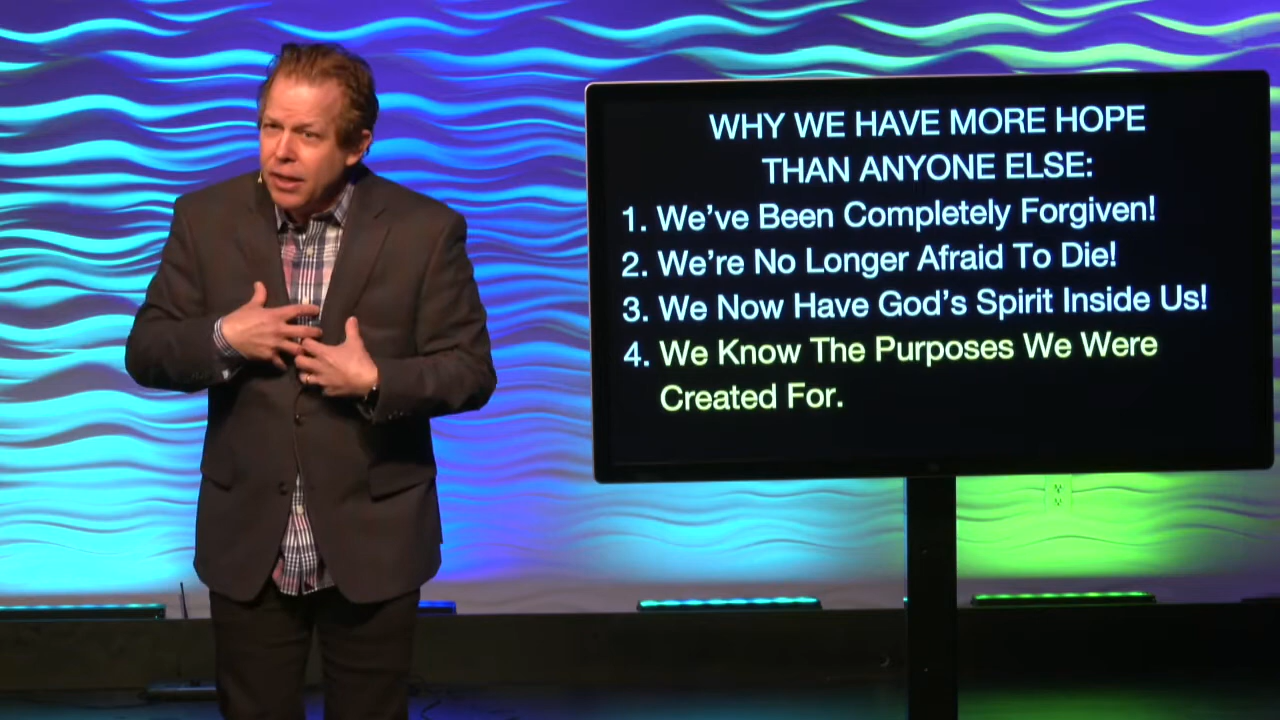 WHY WE HAVE MORE HOPE
THAN ANYONE ELSE:
1. We've Been Completely Forgiven!
2. We're No Longer Afraid To Die!
3. We Now Have God's Spirit Inside Us!
4. We Know The Purposes We Were
Created For.